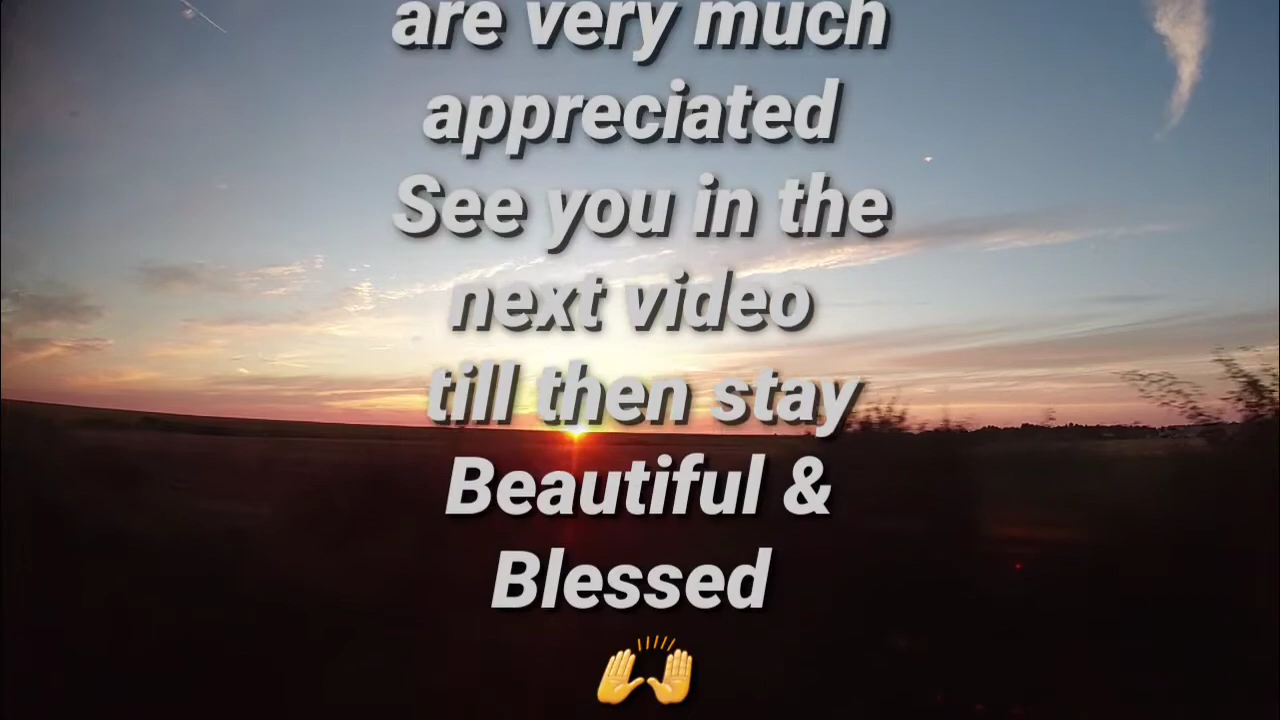 are very much
appreciated
See you in the
next video
till then stay
Beautiful &
Blessed
🙌